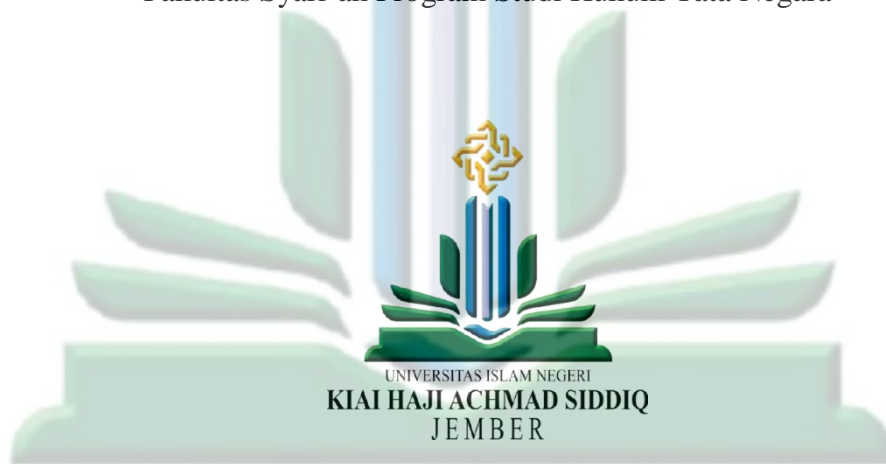 Fakultas Syari'ah Program Studi Hukum Tata Negara
UNIVERSITAS ISLAM NEGERI
KIAI HAJI ACHMAD SIDDIQ
JEMBER